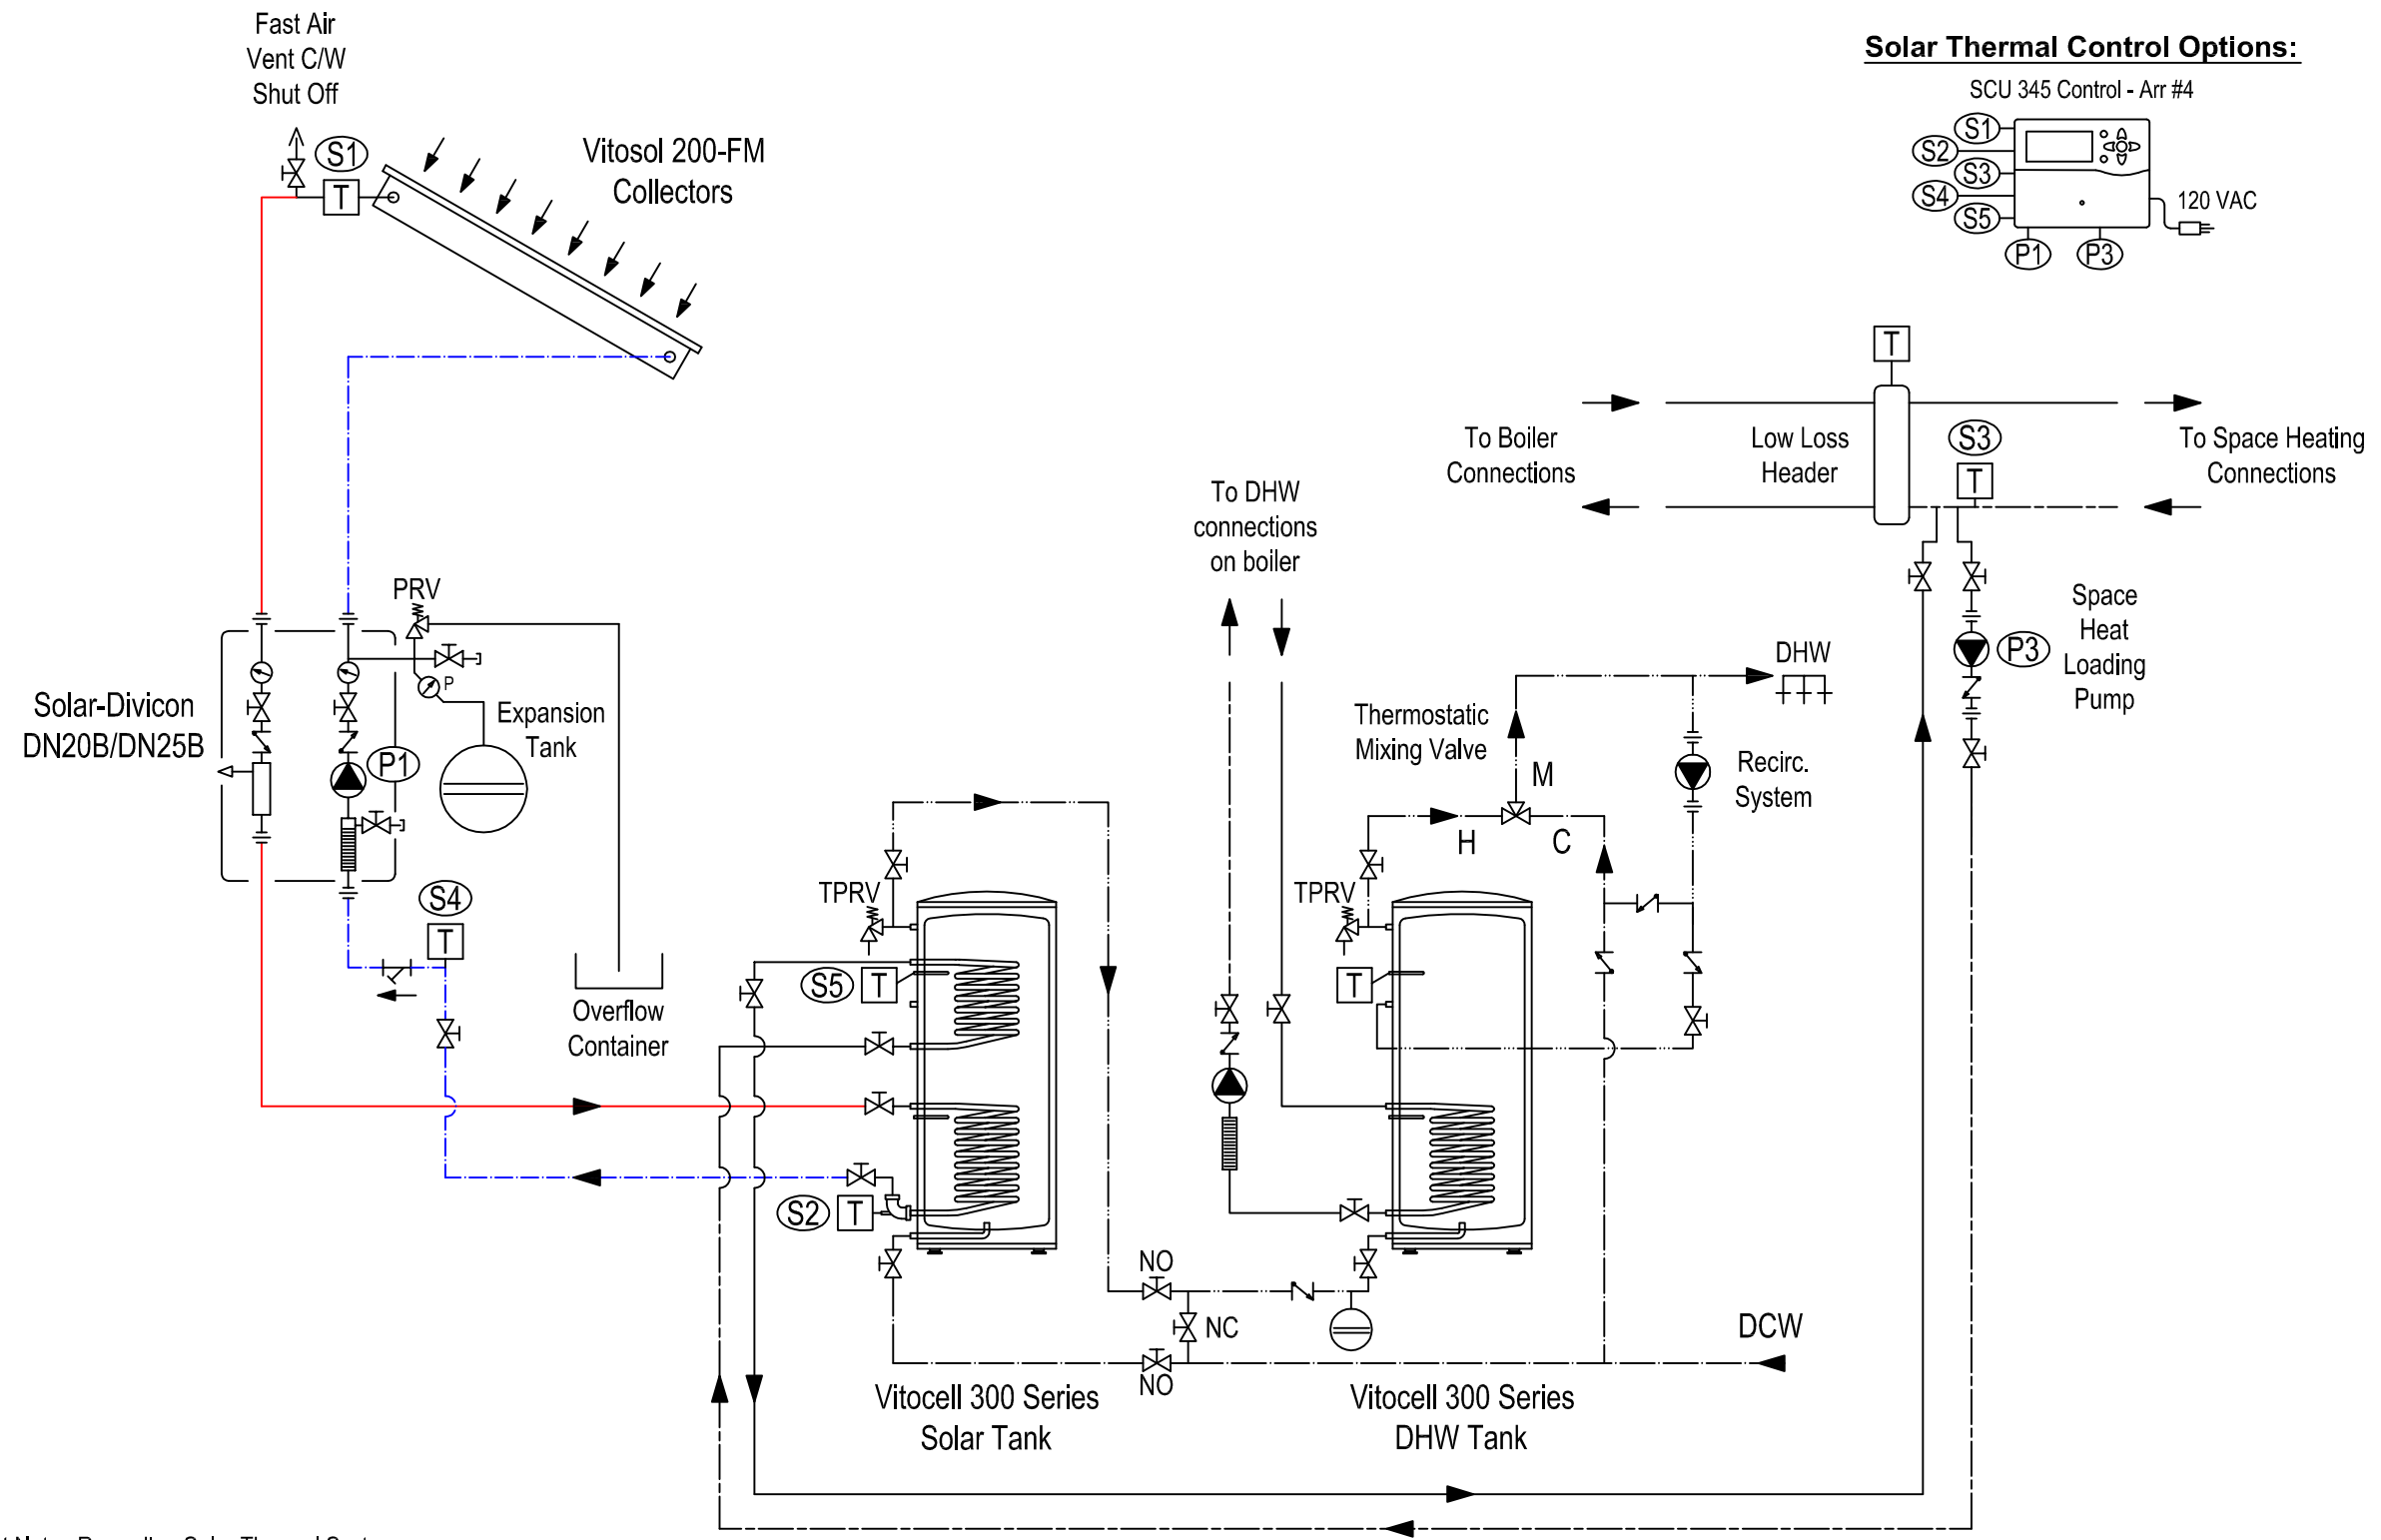 Fast Air
Vent C/W
Shut Off
S1
T
Vitosol 200-FM
Collectors
Solar Thermal Control Options:
SCU 345 Control - Arr #4
S1
S2
S3
S4
S5
120 VAC
P1
P3
T
To Boiler
Connections
Low Loss
Header
S3
T
To Space Heating
Connections
To DHW
connections
on boiler
PRV
P
Solar-Divicon
DN20B/DN25B
P1
Expansion
Tank
Space
Heat
Loading
Pump
P3
DHW
Thermostatic
Mixing Valve
M
H
C
Recirc.
System
S4
T
Overflow
Container
TPRV
S5
T
TPRV
T
S2
T
NO
NC
NO
DCW
Vitocell 300 Series
Solar Tank
Vitocell 300 Series
DHW Tank